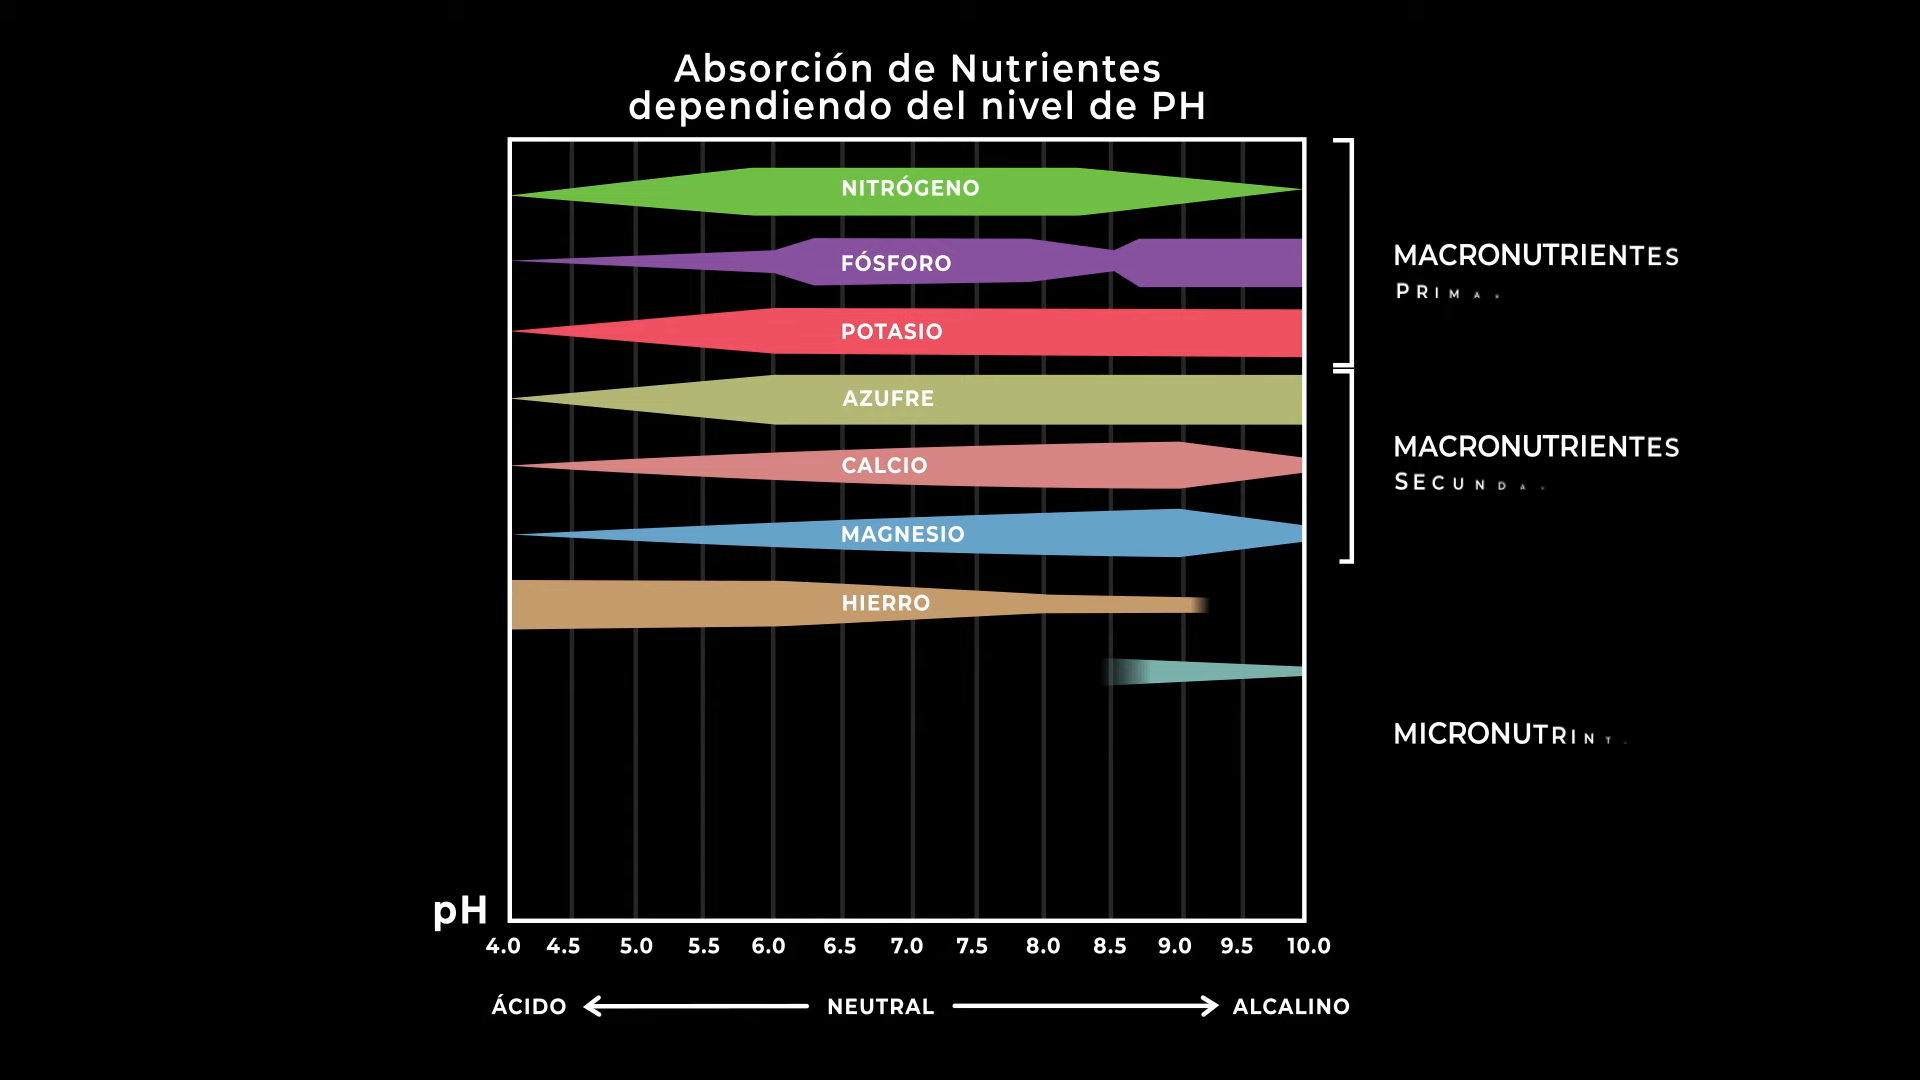 Absorción de Nutrientes
dependiendo del nivel de PH
NITRÓGENO
FÓSFORO
POTASIO
AZUFRE
CALCIO
MAGNESIO
HIERRO
MACRONUTRIENTES
MACRONUTRIENTES
pH
4.0 4.5 5.0 5.5 6.0 6.5 7.0 7.5 8.0 8.5 9.0 9.5 10.0
ÁCIDO NEUTRAL ALCALINO